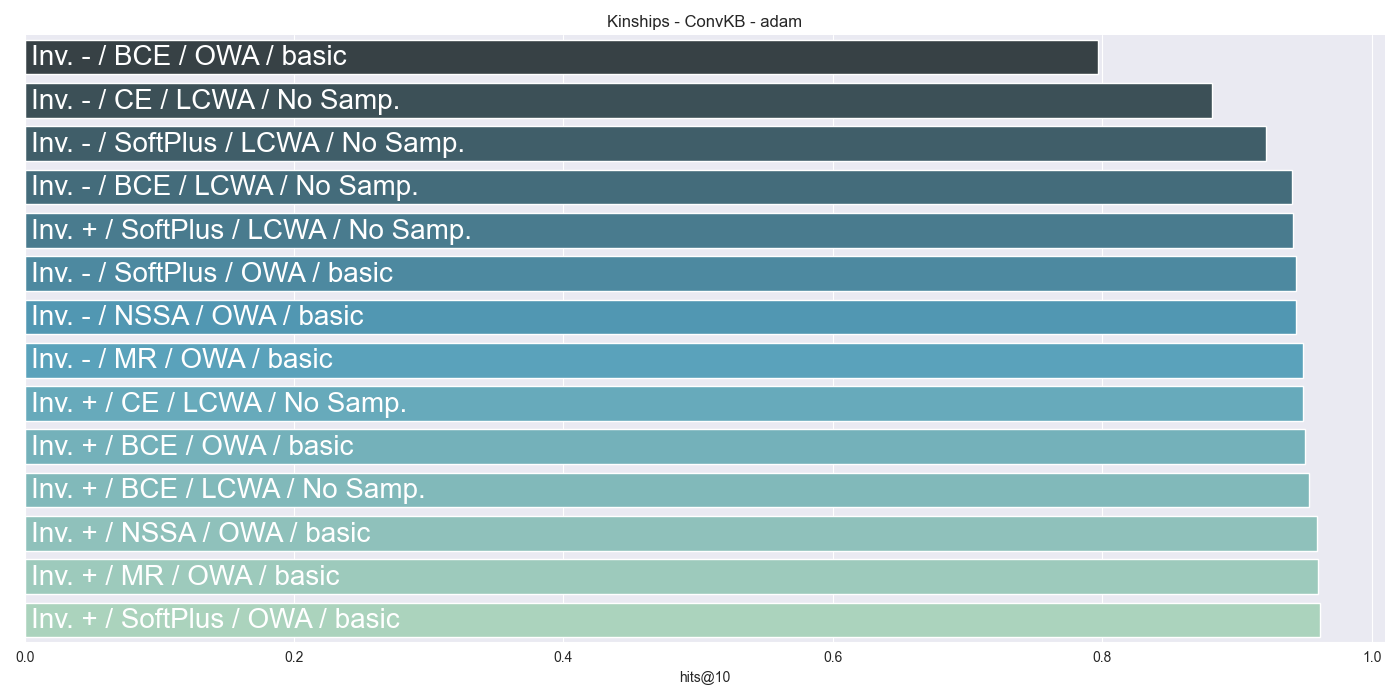 Kinships - ConvKB - adam
Inv. - / BCE / OWA / basic
Inv. - / CE / LCWA / No Samp.
Inv. - / SoftPlus / LCWA / No Samp.
Inv. - / BCE / LCWA / No Samp.
Inv. + / SoftPlus / LCWA / No Samp.
Inv. - / SoftPlus / OWA / basic
Inv. - / NSSA / OWA / basic
Inv. - / MR / OWA / basic
Inv. + / CE / LCWA / No Samp.
Inv. + / BCE / OWA / basic
Inv. + / BCE / LCWA / No Samp.
Inv. + / NSSA / OWA / basic
Inv. + / MR / OWA / basic
Inv. + / SoftPlus / OWA / basic
0.0 0.2 0.4 0.6 0.8 1.0
hits@10